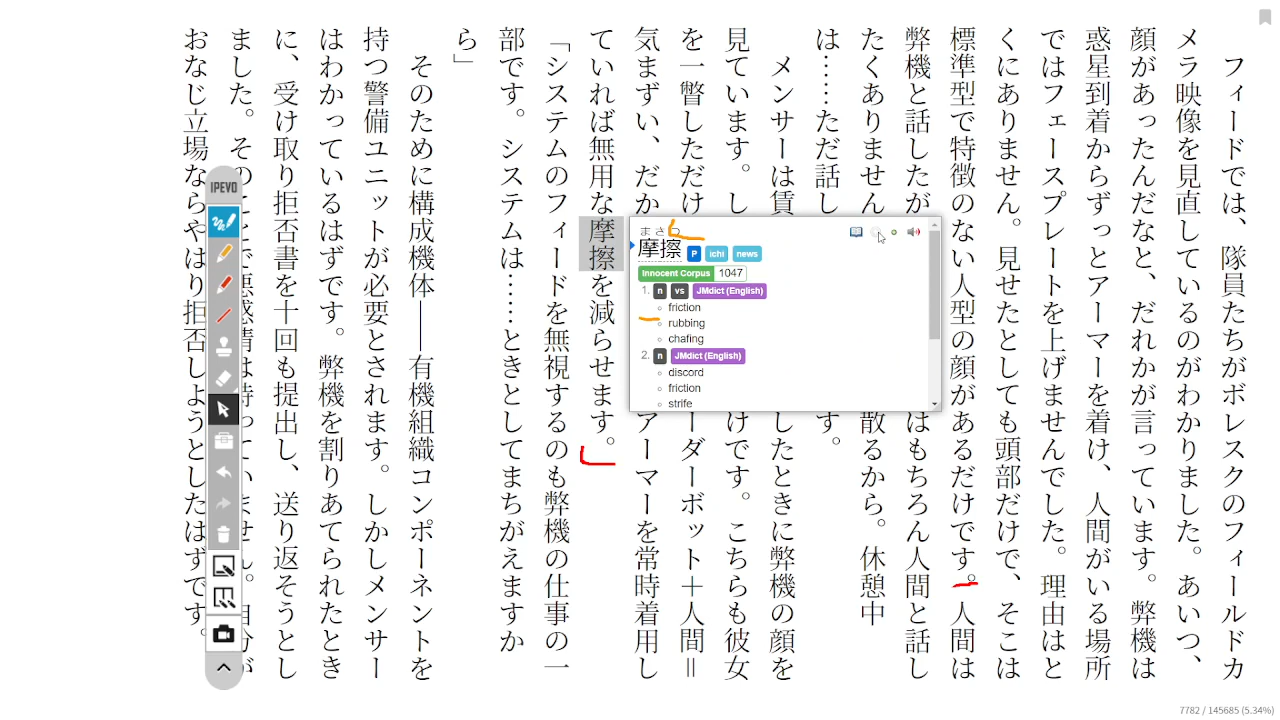 フィードでは、隊員たちがボレスクのフィールドカ
メラ映像を見直しているのがわかりました。あいつ、
顔があったんだなと、だれかが言っています。弊機は
惑星到着からずっとアーマーを着け、人間がいる場所
ではフェースプレートを上げませんでした。理由はと
くにありません。見せたとしても頭部だけで、そこは
標準型で特徴のない人型の顔があるだけです。人間は
弊機と話したが はもちろん人間と話し
たくありません 散るから。休憩中
は……ただ話し す。
メンサーは したときに弊機の顔を
見ています。し けです。こちらも彼女
を一瞥しただけ ーダーボット＋人間＝
気まずい、だか アーマーを常時着用し
ていれば無用な摩擦を減らせます。
「システムのフィードを無視するのも弊機の仕事の一
部です。システムは……ときとしてまちがえますか
ら」
そのために構成機体――有機組織コンポーネントを
持つ警備ユニットが必要とされます。しかしメンサー
はわかっているはずです。弊機を割りあてられたとき
に、受け取り拒否書を十回も提出し、送り返そうとし
ました。そのことで悪感情は持っていません。自分が
おなじ立場ならやはり拒否しようとしたはずです。
まさつ
摩擦 P ichi news
Innocent Corpus 1047
1. n vs JMdict (English)
friction
rubbing
chafing
2. n JMdict (English)
discord
friction
strife
IPEVO
7782 / 145685 (5.34%)